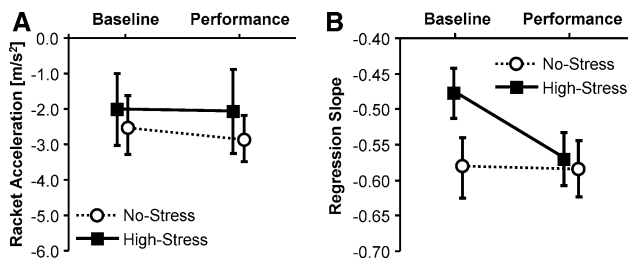 A
Baseline Performance
Racket Acceleration [m/s²]
0.0
-1.0
-2.0
-3.0
-4.0
-5.0
-6.0
No-Stress
High-Stress
B
Baseline Performance
Regression Slope
-0.40
-0.45
-0.50
-0.55
-0.60
-0.65
-0.70
No-Stress
High-Stress